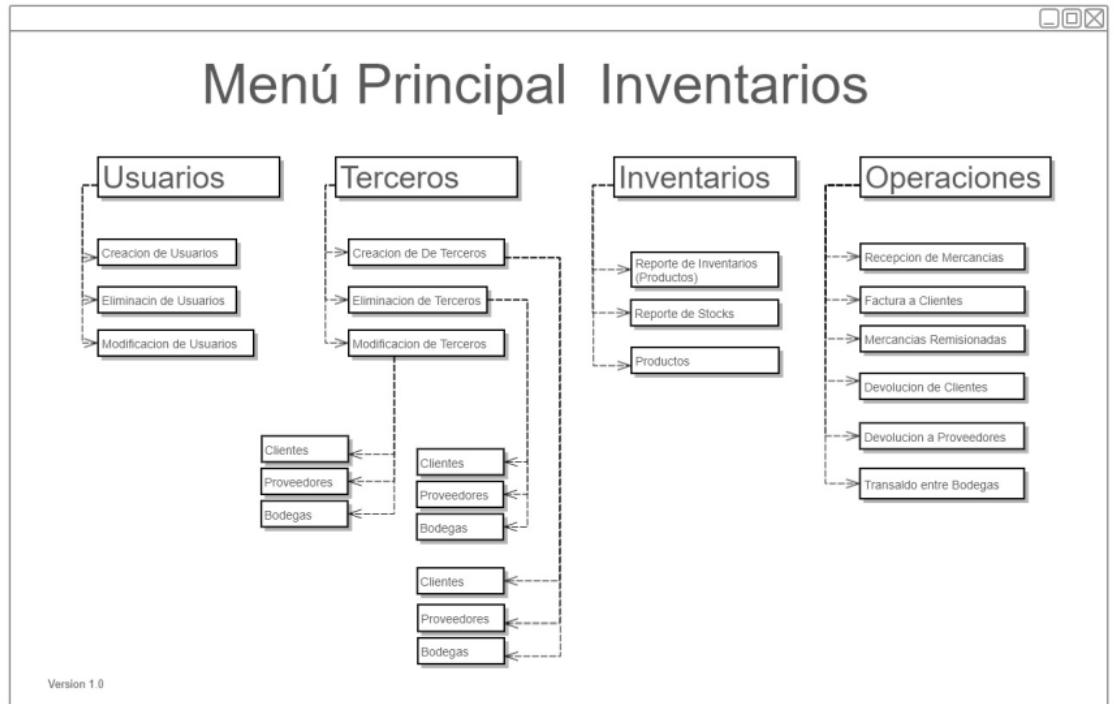 Menú Principal Inventarios
Usuarios
Creacion de Usuarios
Eliminacin de Usuarios
Modificacion de Usuarios
Terceros
Creacion de De Terceros
Eliminacion de Terceros
Modificacion de Terceros
Clientes
Proveedores
Bodegas
Clientes
Proveedores
Bodegas
Clientes
Proveedores
Bodegas
Inventarios
Reporte de Inventarios
(Productos)
Reporte de Stocks
Productos
Operaciones
Recepcion de Mercancias
Factura a Clientes
Mercancias Remisionadas
Devolucion de Clientes
Devolucion a Proveedores
Transaldo entre Bodegas
Version 1.0